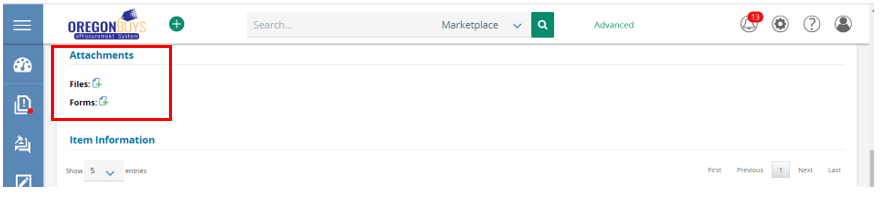 OREGONBUYS
eProcurement System
Search...
Marketplace
Advanced
13
Attachments
Files:
Forms:
Item Information
Show 5 entries
First Previous 1 Next Last